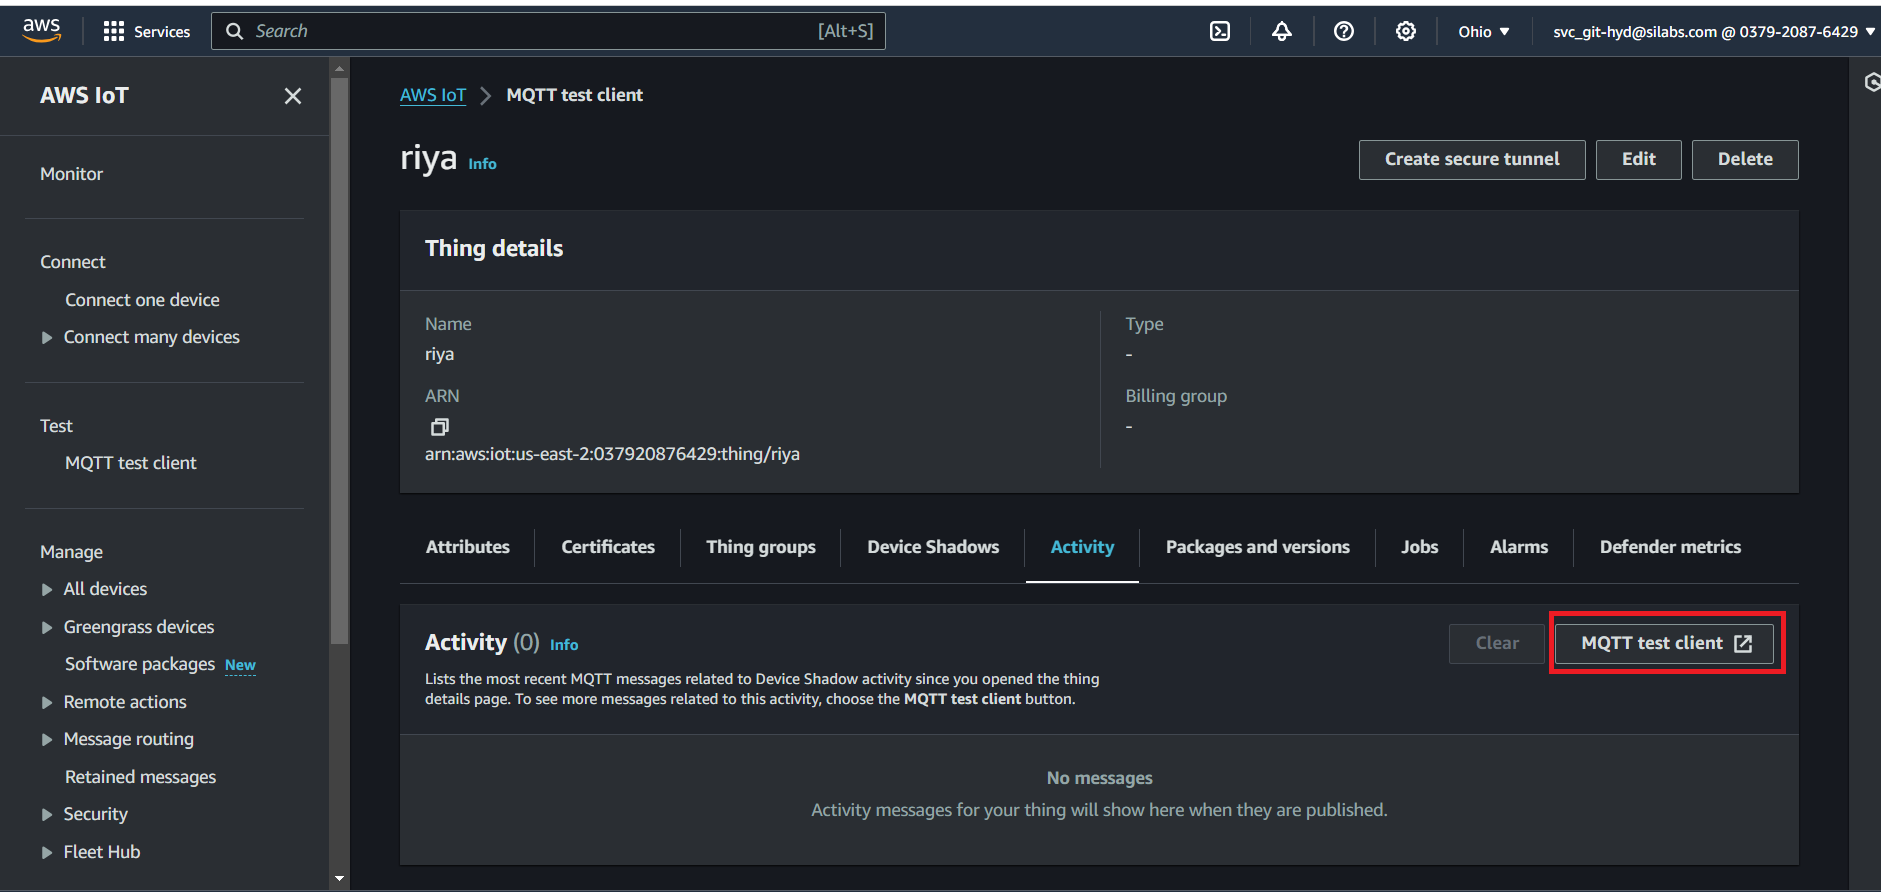 aws
Services
Search
[Alt+S]
Ohio
svc_git-hyd@silabs.com @ 0379-2087-6429
AWS IoT
Monitor
Connect
Connect one device
Connect many devices
Test
MQTT test client
Manage
All devices
Greengrass devices
Software packages New
Remote actions
Message routing
Retained messages
Security
Fleet Hub
AWS IoT > MQTT test client
riya Info
Create secure tunnel
Edit
Delete
Thing details
Name
riya
ARN
arn:aws:iot:us-east-2:037920876429:thing/riya
Type
-
Billing group
-
Attributes
Certificates
Thing groups
Device Shadows
Activity
Packages and versions
Jobs
Alarms
Defender metrics
Activity (0) Info
Clear
MQTT test client
Lists the most recent MQTT messages related to Device Shadow activity since you opened the thing
details page. To see more messages related to this activity, choose the MQTT test client button.
No messages
Activity messages for your thing will show here when they are published.